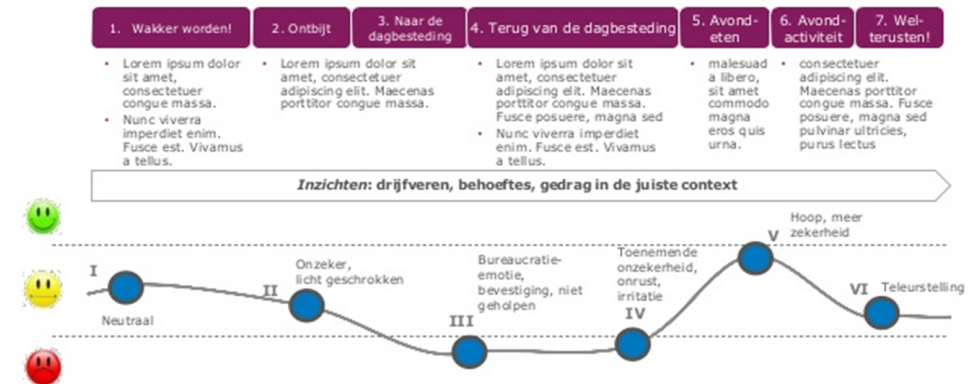 1. Wakker worden!
2. Ontbijt
3. Naar de
dagbesteding
4. Terug van de dagbesteding
5. Avond-
eten
6. Avond-
activiteit
7. Wel-
terusten!
• Lorem ipsum dolor
sit amet,
consectetuer
congue massa.
• Nunc viverra
imperdiet enim.
Fusce est. Vivamus
a tellus.
• Lorem ipsum dolor sit
amet, consectetuer
adipiscing elit. Maecenas
porttitor congue massa.
• Lorem ipsum dolor sit
amet, consectetuer
adipiscing elit. Maecenas
porttitor congue massa.
Fusce posuere, magna sed
• Nunc viverra imperdiet
enim. Fusce est. Vivamus
a tellus.
• malesuad
a libero,
sit amet
commodo
magna
eros quis
urna.
• consectetuer
adipiscing elit.
Maecenas porttitor
congue massa. Fusce
posuere, magna sed
pulvinar ultricies,
purus lectus
Inzichten: drijfveren, behoeftes, gedrag in de juiste context
I
Neutraal
II
Onzeker,
licht geschrokken
III
Bureaucratie-
emotie,
bevestiging, niet
geholpen
Toenemende
onzekerheid,
onrust,
irritatie
IV
V
Hoop, meer
zekerheid
VI
Teleurstelling